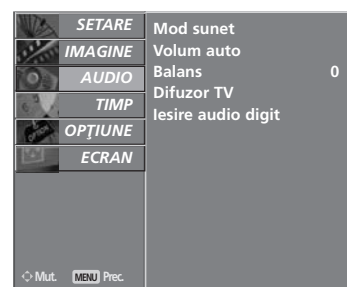 SETARE
IMAGINE
AUDIO
TIMP
OPŢIUNE
ECRAN
Mod sunet
Volum auto
Balans 0
Difuzor TV
Iesire audio digit
Mut. MENU Prec.